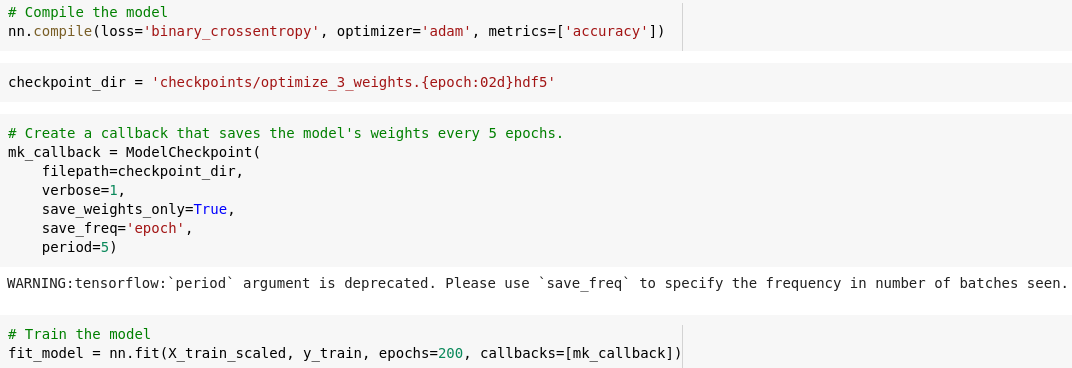 # Compile the model
nn.compile(loss='binary_crossentropy', optimizer='adam', metrics=['accuracy'])
checkpoint_dir = 'checkpoints/optimize_3_weights.{epoch:02d}hdf5'
# Create a callback that saves the model's weights every 5 epochs.
mk_callback = ModelCheckpoint(
    filepath=checkpoint_dir,
    verbose=1,
    save_weights_only=True,
    save_freq='epoch',
    period=5)
WARNING:tensorflow:`period` argument is deprecated. Please use `save_freq` to specify the frequency in number of batches seen.
# Train the model
fit_model = nn.fit(X_train_scaled, y_train, epochs=200, callbacks=[mk_callback])